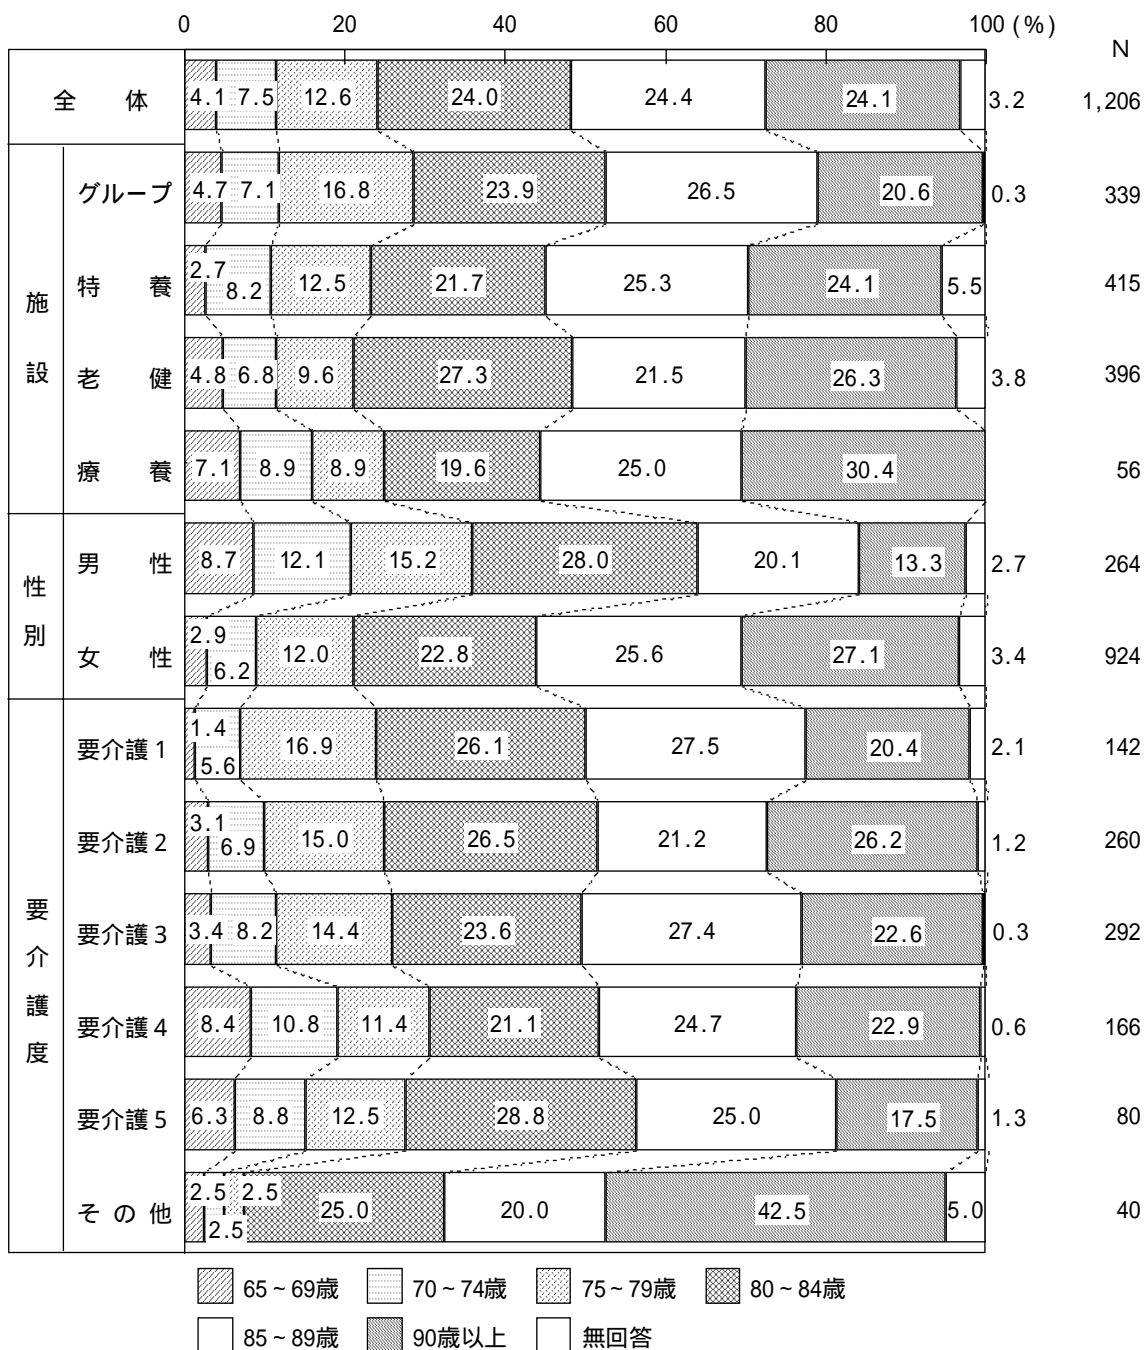 0 20 40 60 80 100 (%)
N
全体 4.1 7.5 12.6 24.0 24.4 24.1 3.2 1,206
施設
グループ 4.7 7.1 16.8 23.9 26.5 20.6 0.3 339
特養 2.7 8.2 12.5 21.7 25.3 24.1 5.5 415
老健 4.8 6.8 9.6 27.3 21.5 26.3 3.8 396
療養 7.1 8.9 8.9 19.6 25.0 30.4 56
性別
男性 8.7 12.1 15.2 28.0 20.1 13.3 2.7 264
女性 2.9 6.2 12.0 22.8 25.6 27.1 3.4 924
要介護度
要介護1 1.4 5.6 16.9 26.1 27.5 20.4 2.1 142
要介護2 3.1 6.9 15.0 26.5 21.2 26.2 1.2 260
要介護3 3.4 8.2 14.4 23.6 27.4 22.6 0.3 292
要介護4 8.4 10.8 11.4 21.1 24.7 22.9 0.6 166
要介護5 6.3 8.8 12.5 28.8 25.0 17.5 1.3 80
その他 2.5 2.5 2.5 25.0 20.0 42.5 5.0 40
65~69歳 70~74歳 75~79歳 80~84歳
85~89歳 90歳以上 無回答